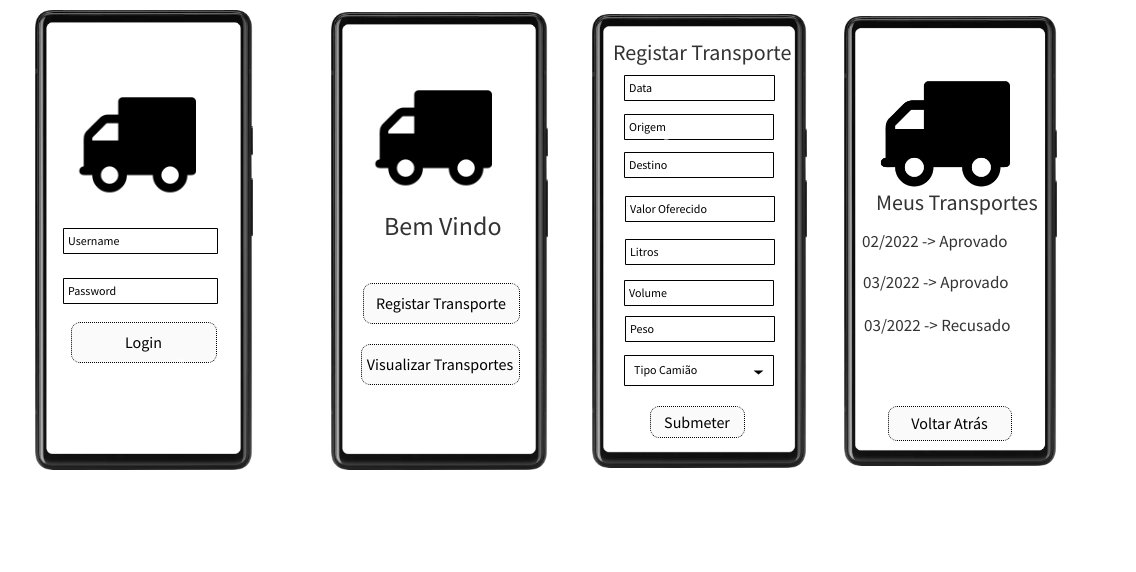 Username
Password
Login
Bem Vindo
Registar Transporte
Visualizar Transportes
Registar Transporte
Data
Origem
Destino
Valor Oferecido
Litros
Volume
Peso
Tipo Camião
Submeter
Meus Transportes
02/2022 -> Aprovado
03/2022 -> Aprovado
03/2022 -> Recusado
Voltar Atrás